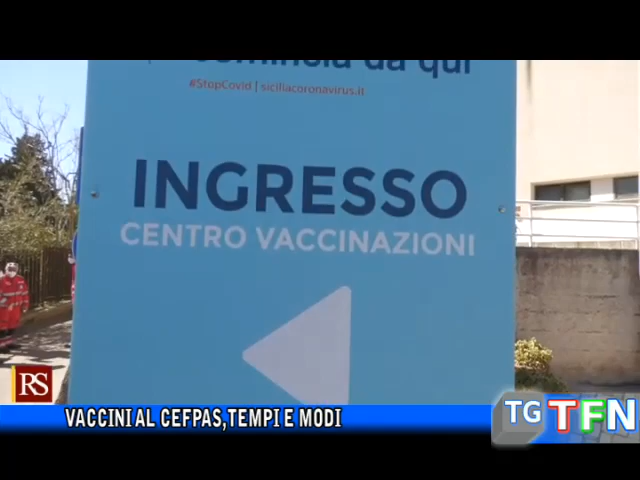 comincia da qui
#StopCovid | siciliacoronavirus.it
INGRESSO
CENTRO VACCINAZIONI
RS
VACCINI AL CEFPAS,TEMPI E MODI
TG TFN